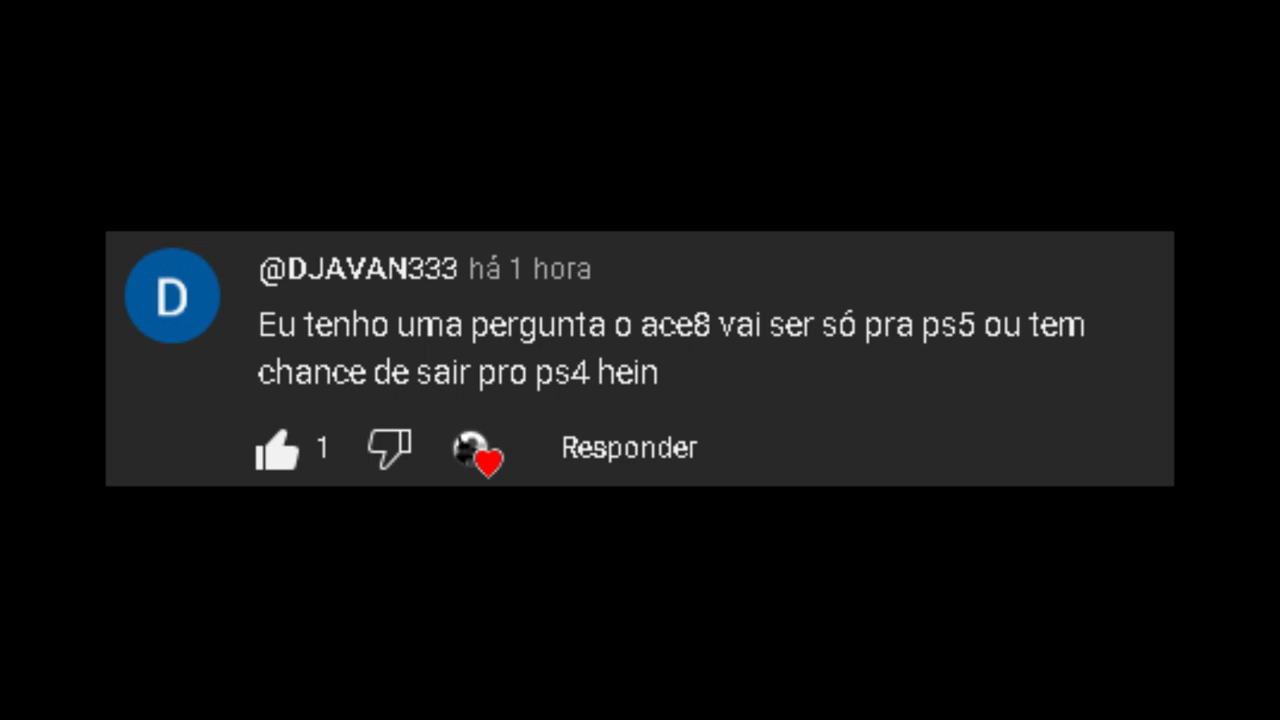 D
@DJAVAN333 há 1 hora
Eu tenho uma pergunta o ace8 vai ser só pra ps5 ou tem
chance de sair pro ps4 hein
1 Responder